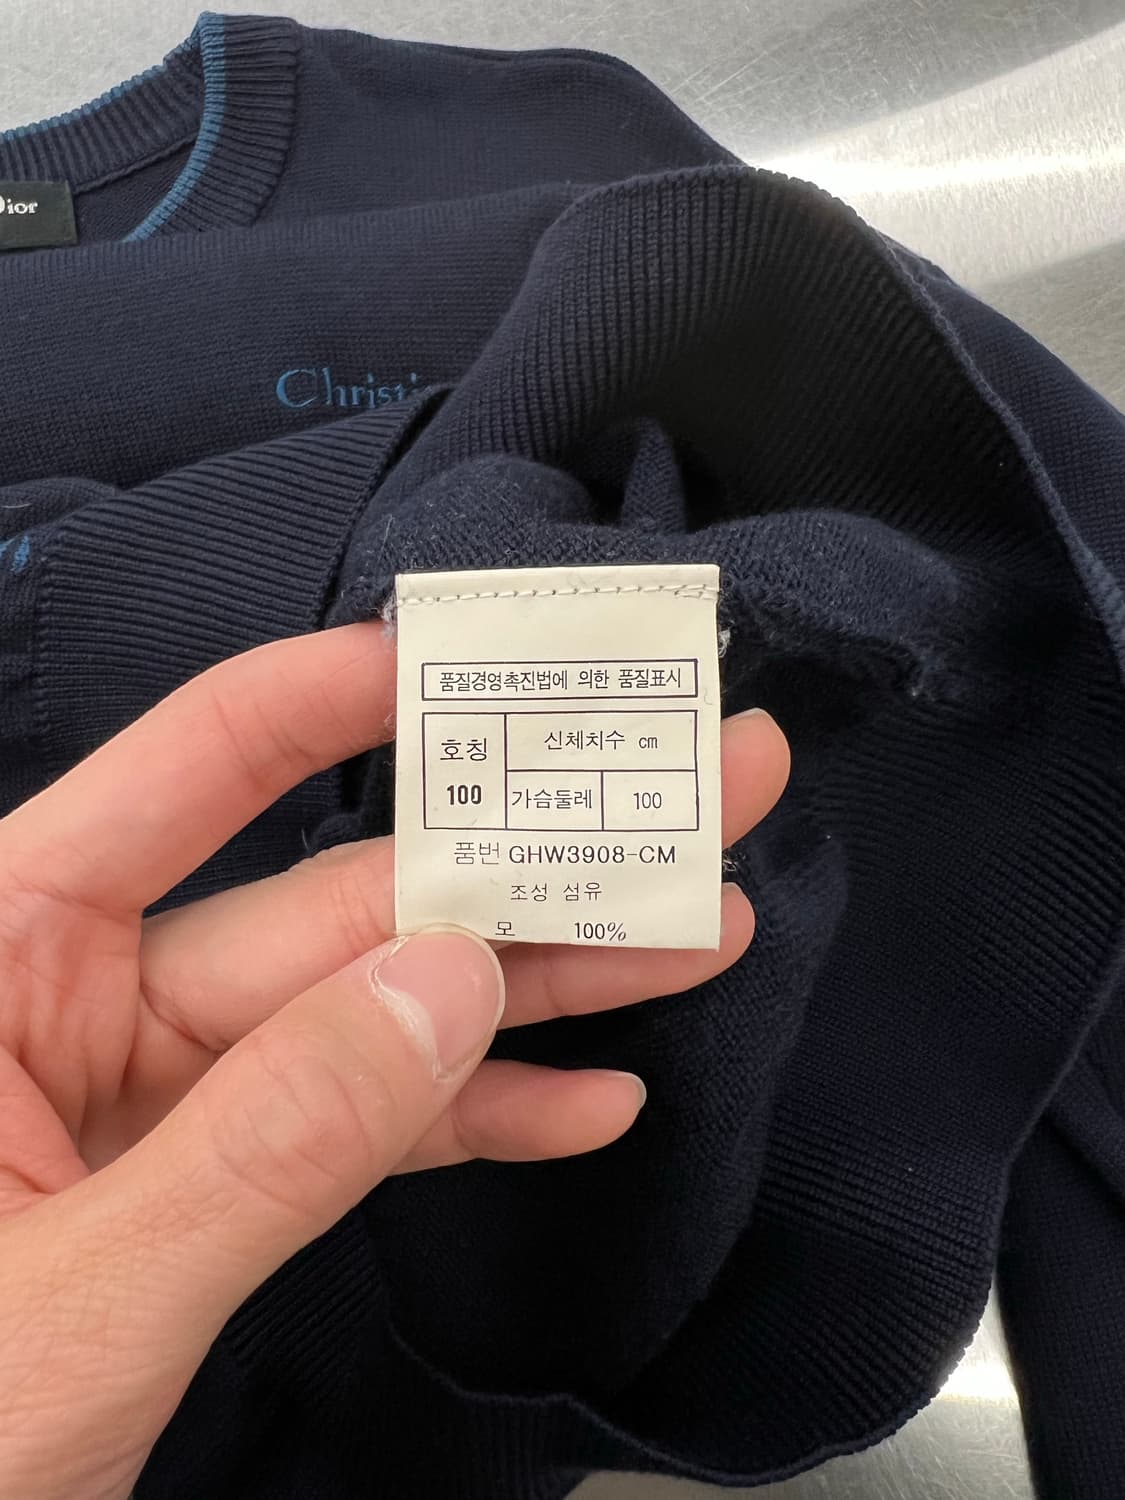 Dior
Christi
품질경영촉진법에 의한 품질표시
호칭
100
신체치수 cm
가슴둘레 100
품번 GHW3908-CM
조성 섬유
모 100%